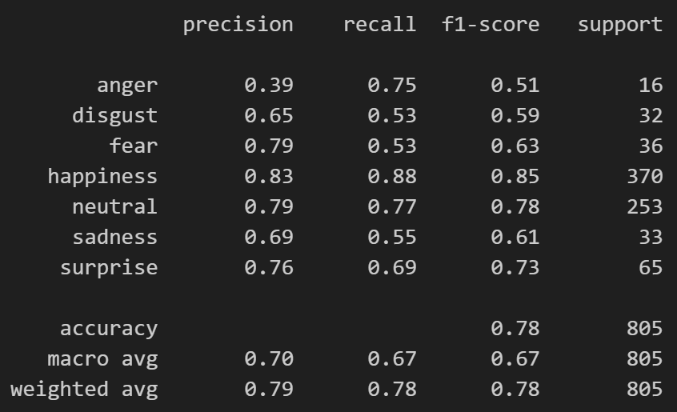 precision recall f1-score support
anger 0.39 0.75 0.51 16
disgust 0.65 0.53 0.59 32
fear 0.79 0.53 0.63 36
happiness 0.83 0.88 0.85 370
neutral 0.79 0.77 0.78 253
sadness 0.69 0.55 0.61 33
surprise 0.76 0.69 0.73 65
accuracy 0.78 805
macro avg 0.70 0.67 0.67 805
weighted avg 0.79 0.78 0.78 805